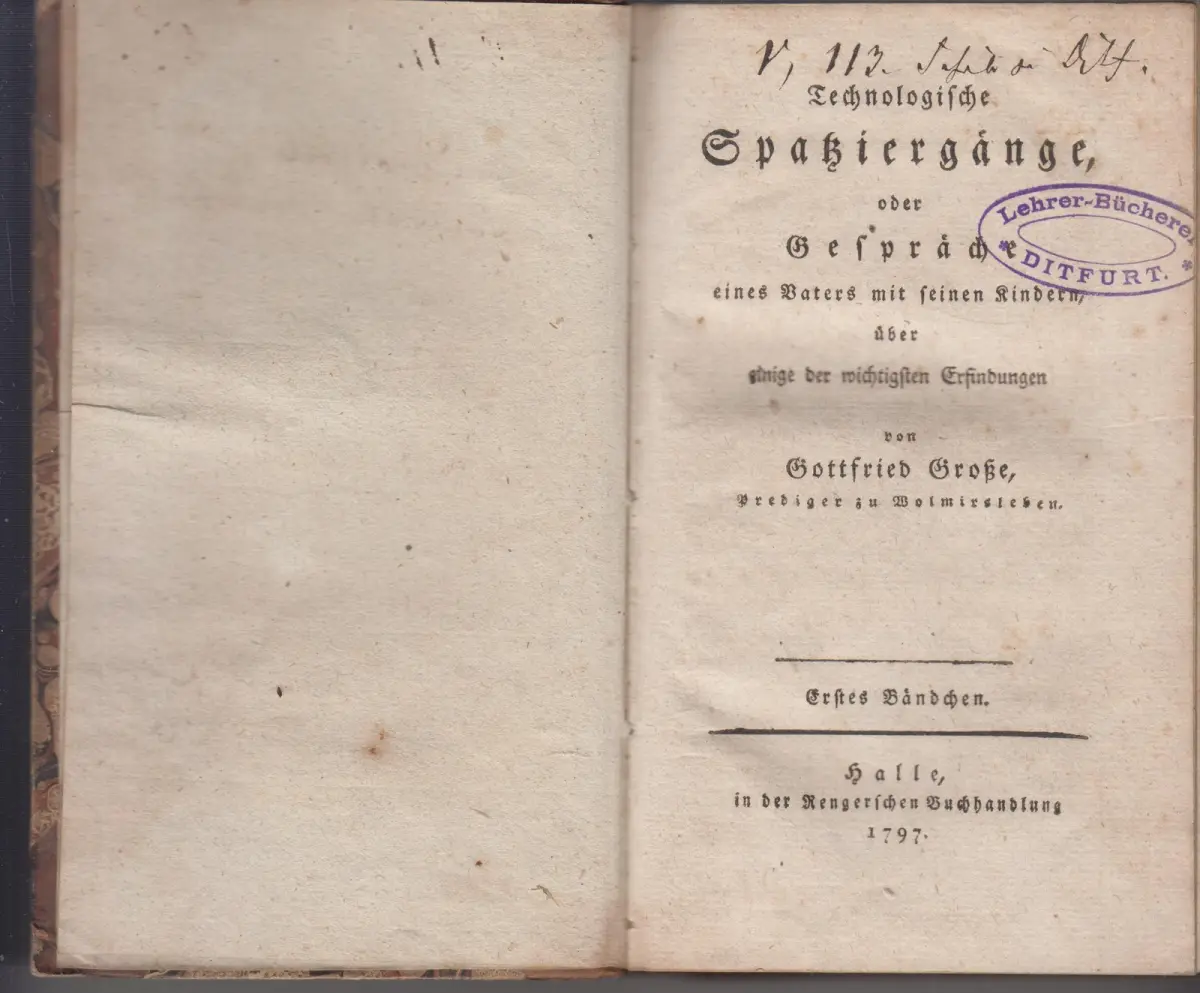 V, 113.
Technologische
Spatziergänge,
oder
Gespräche
eines Vaters mit seinen Kindern,
über
einige der wichtigsten Erfindungen
von
Gottfried Große,
Prediger zu Wolmirsleben.
Erstes Bändchen.
Halle,
in der Rengerschen Buchhandlung
1797.
Lehrer-Bücherei
* DITFURT. *